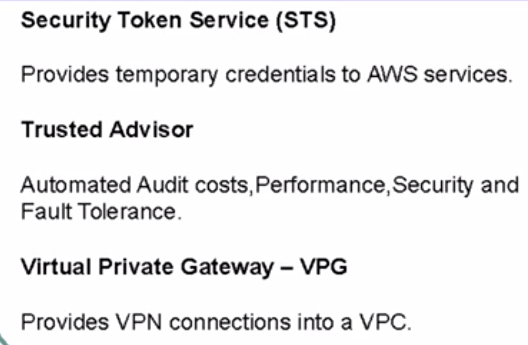 Security Token Service (STS)
Provides temporary credentials to AWS services.
Trusted Advisor
Automated Audit costs,Performance,Security and
Fault Tolerance.
Virtual Private Gateway – VPG
Provides VPN connections into a VPC.